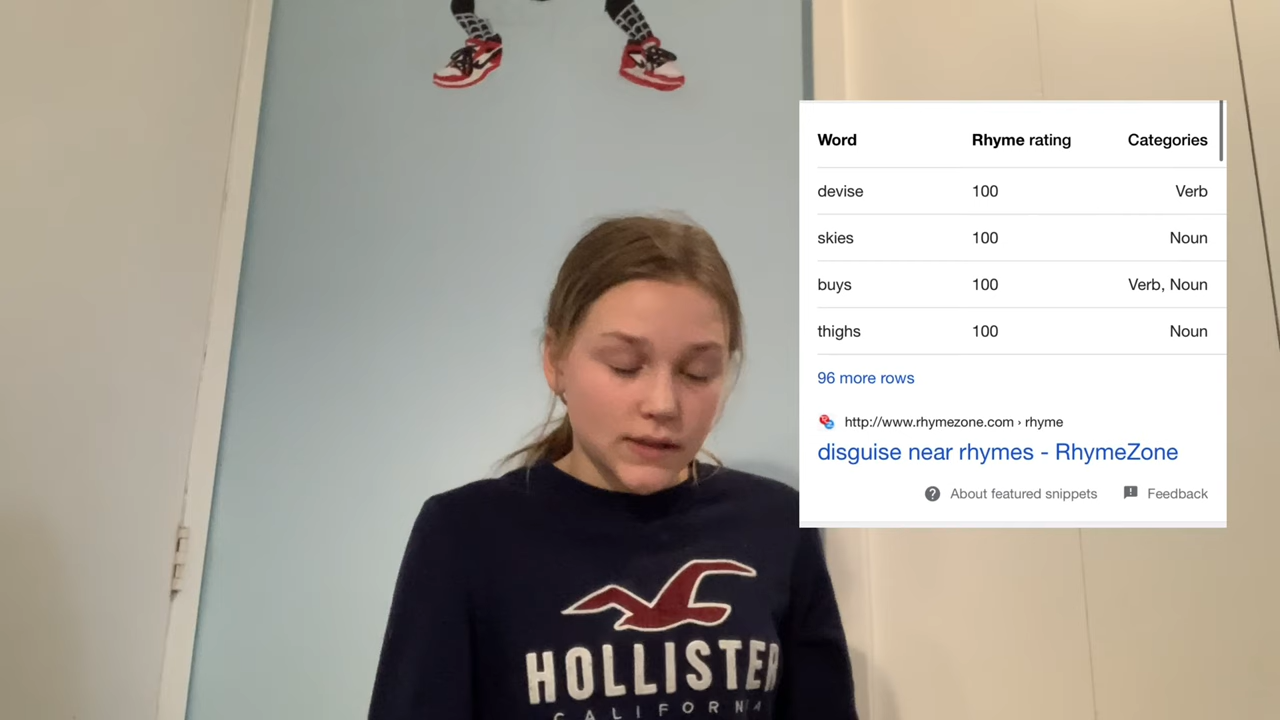 Word Rhyme rating Categories
devise 100 Verb
skies 100 Noun
buys 100 Verb, Noun
thighs 100 Noun
96 more rows
http://www.rhymezone.com › rhyme
disguise near rhymes - RhymeZone
About featured snippets Feedback
HOLLISTER
CALIFORNIA